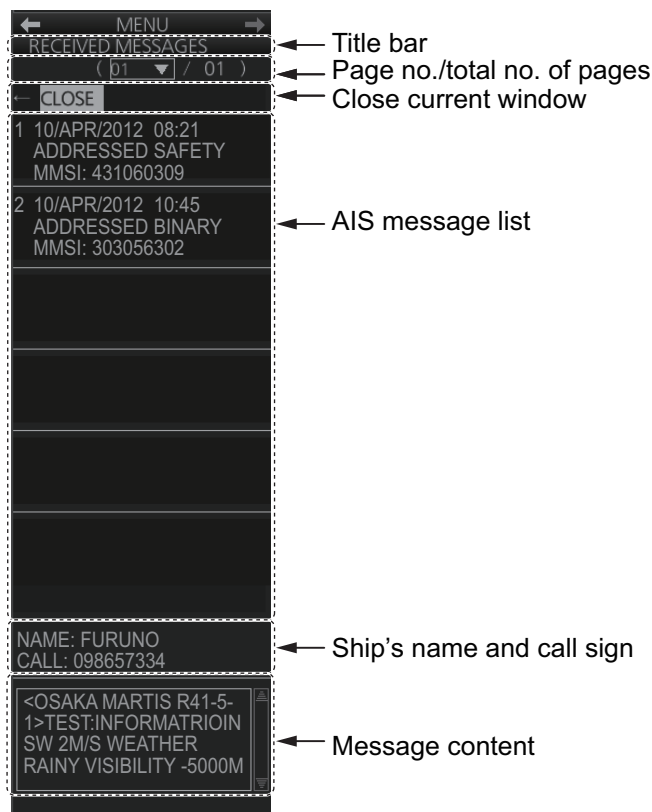 MENU
RECEIVED MESSAGES
Title bar
( 01 ▼ / 01 )
Page no./total no. of pages
← CLOSE
Close current window
1 10/APR/2012 08:21
ADDRESSED SAFETY
MMSI: 431060309
2 10/APR/2012 10:45
ADDRESSED BINARY
MMSI: 303056302
AIS message list
NAME: FURUNO
CALL: 098657334
Ship's name and call sign
<OSAKA MARTIS R41-5-
1>TEST:INFORMATRIOIN
SW 2M/S WEATHER
RAINY VISIBILITY -5000M
Message content